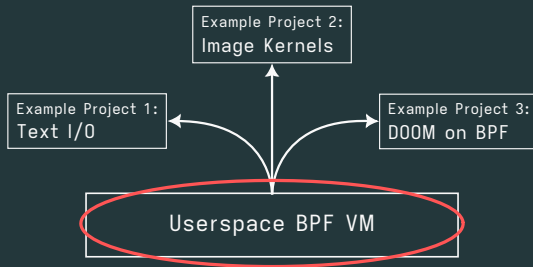 Example Project 2:
Image Kernels
Example Project 1:
Text I/O
Example Project 3:
DOOM on BPF
Userspace BPF VM